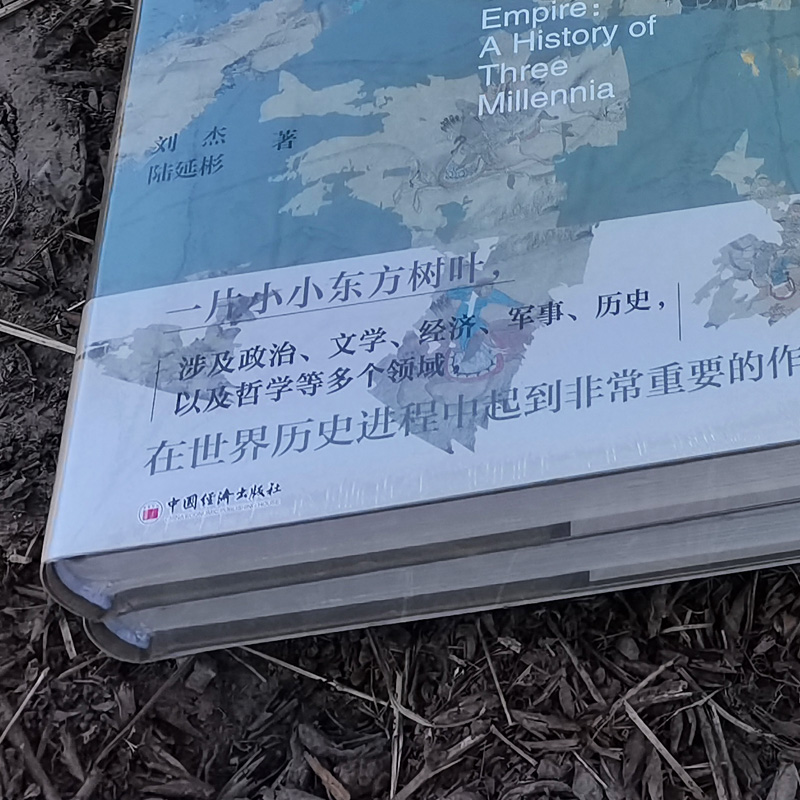 Empire:
A History of
Three
Millennia
刘 杰 著
陆延彬
一片小小东方树叶，
涉及政治、文学、经济、军事、历史，
以及哲学等多个领域，
在世界历史进程中起到非常重要的作
中国经济出版社